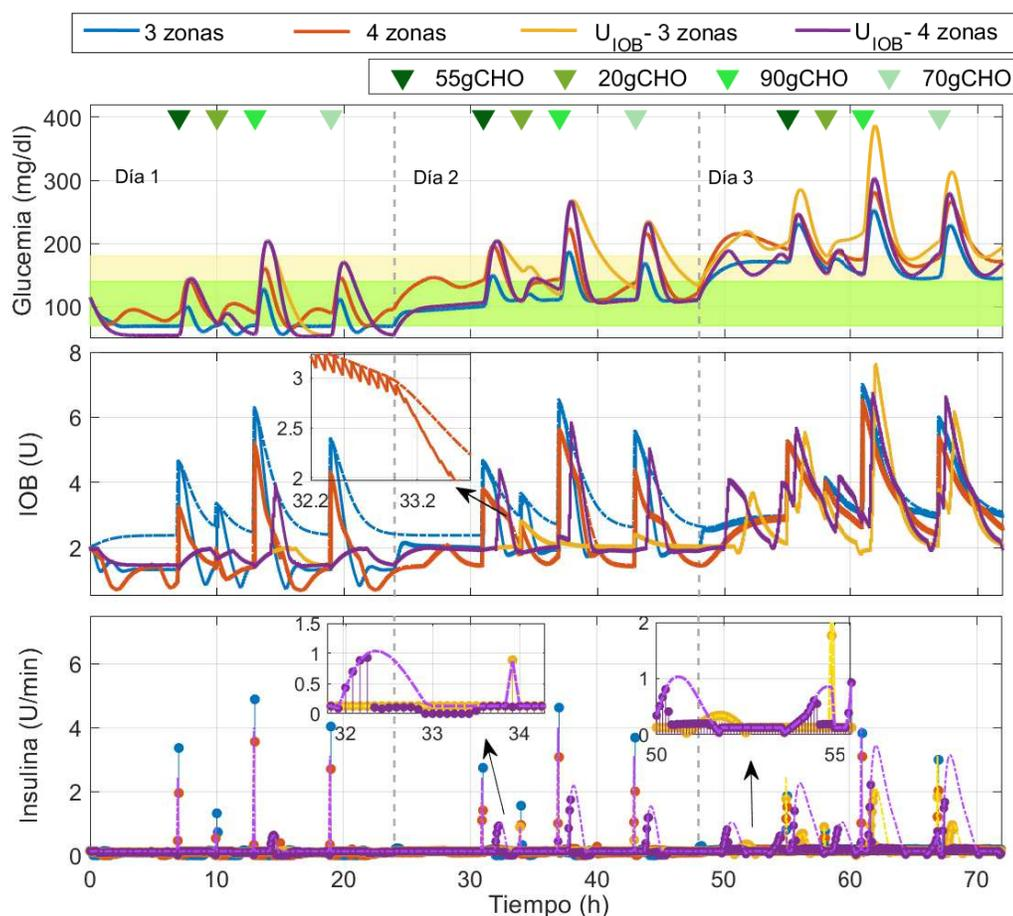 3 zonas 4 zonas U_IOB- 3 zonas U_IOB- 4 zonas
55gCHO 20gCHO 90gCHO 70gCHO
Glucemia (mg/dl)
400
300
200
100
Día 1 Día 2 Día 3
IOB (U)
8
6
4
2
3
2.5
2
32.2 33.2
Insulina (U/min)
6
4
2
0
1.5
1
0.5
0
32 33 34
2
1
0
50 55
0 10 20 30 40 50 60 70
Tiempo (h)